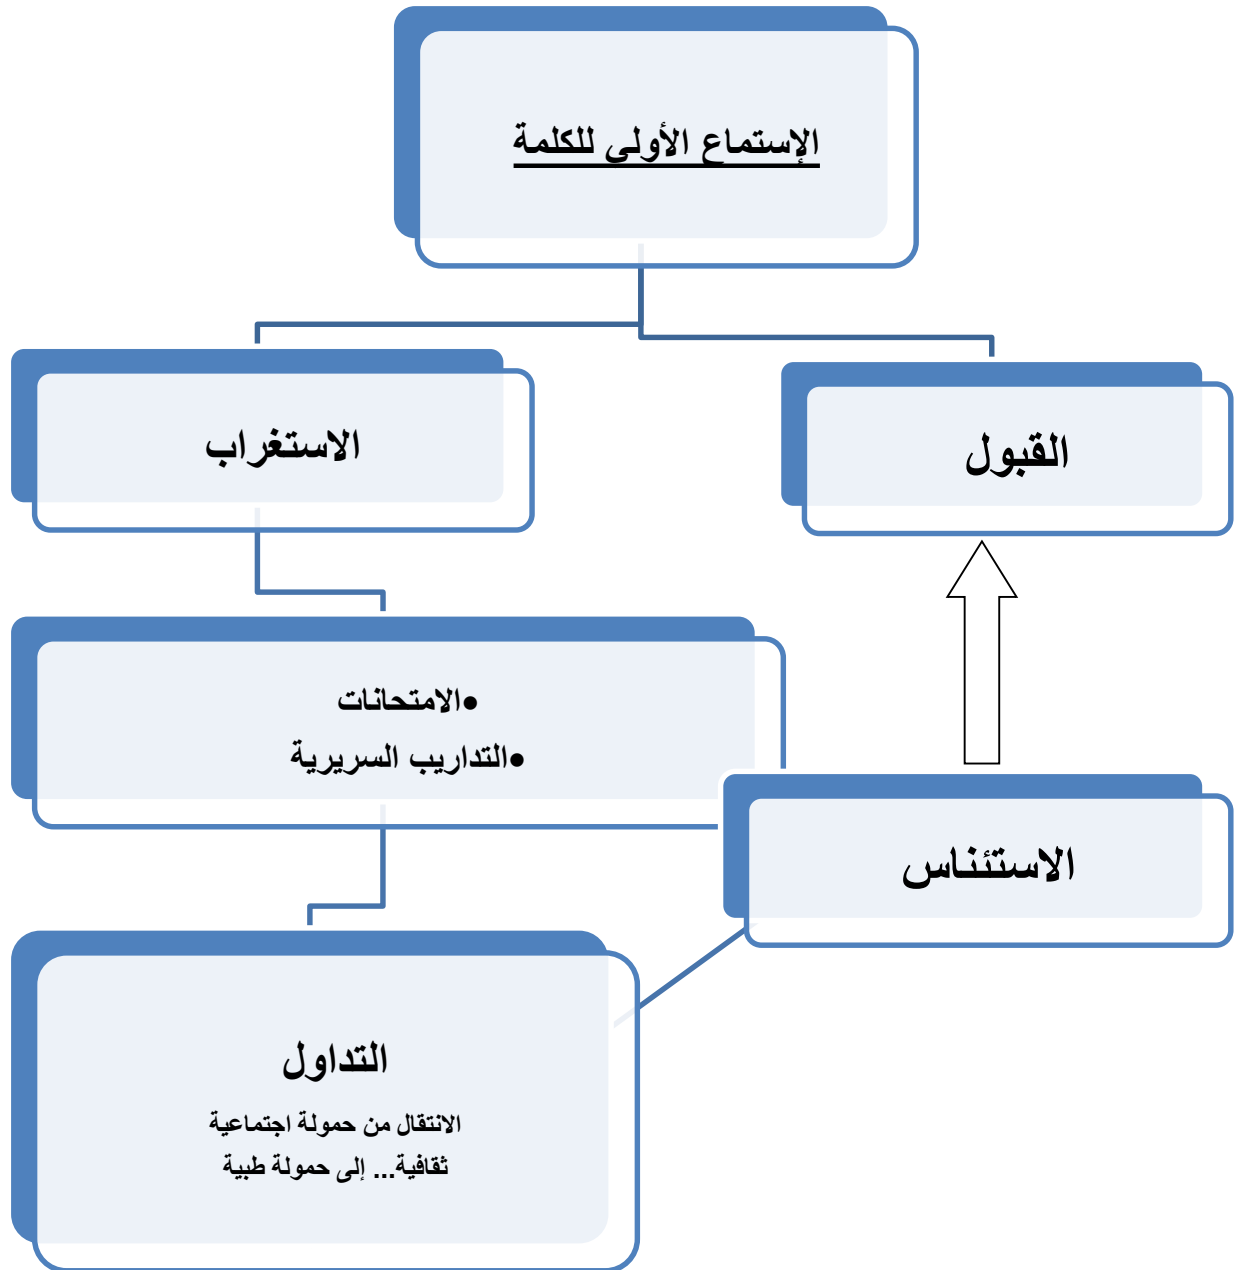 الإستماع الأولي للكلمة
القبول
الاستغراب
•الامتحانات
•التداريب السريرية
الاستئناس
التداول
الانتقال من حمولة اجتماعية
ثقافية... إلى حمولة طبية